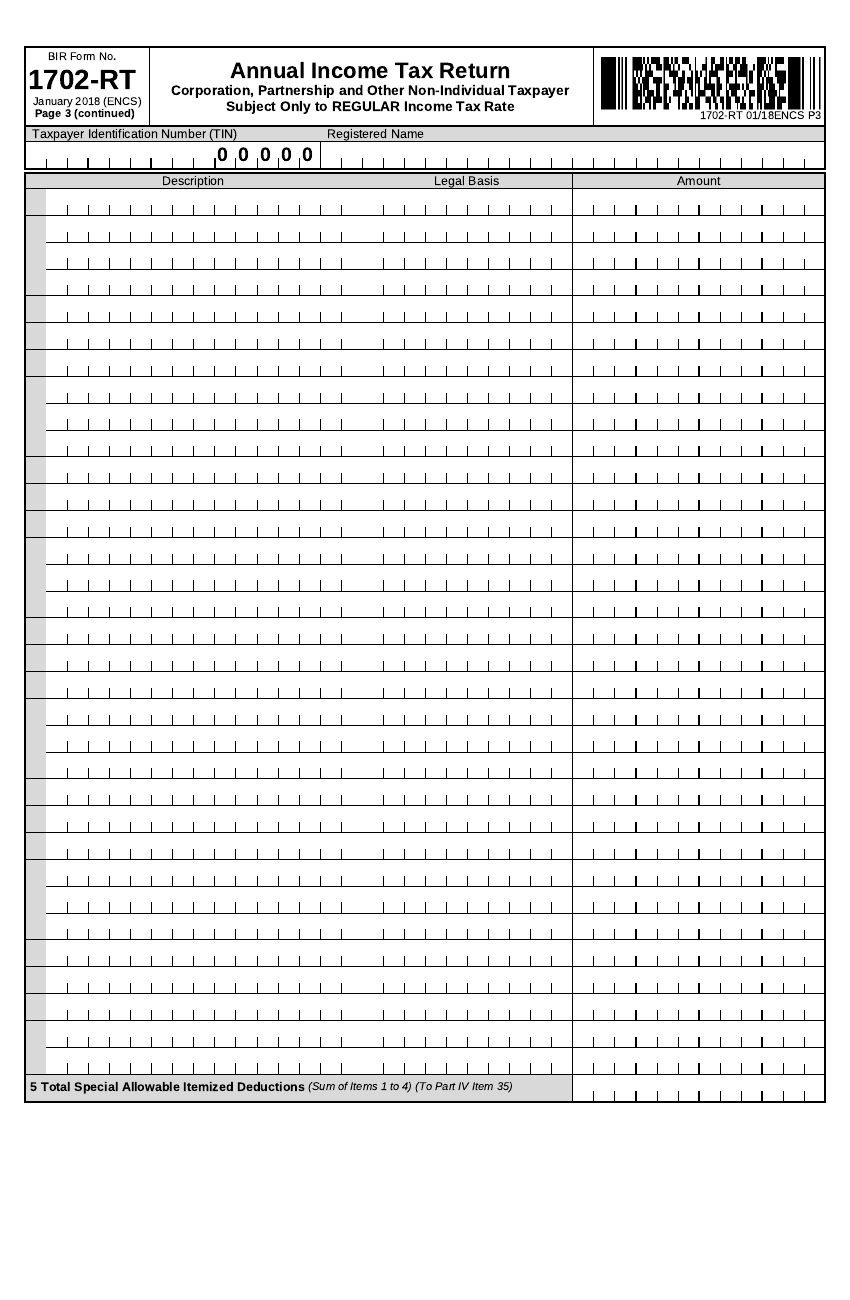 BIR Form No.
1702-RT
January 2018 (ENCS)
Page 3 (continued)
Annual Income Tax Return
Corporation, Partnership and Other Non-Individual Taxpayer
Subject Only to REGULAR Income Tax Rate
1702-RT 01/18ENCS P3
Taxpayer Identification Number (TIN) Registered Name
0 0 0 0 0
Description Legal Basis Amount
5 Total Special Allowable Itemized Deductions (Sum of Items 1 to 4) (To Part IV Item 35)